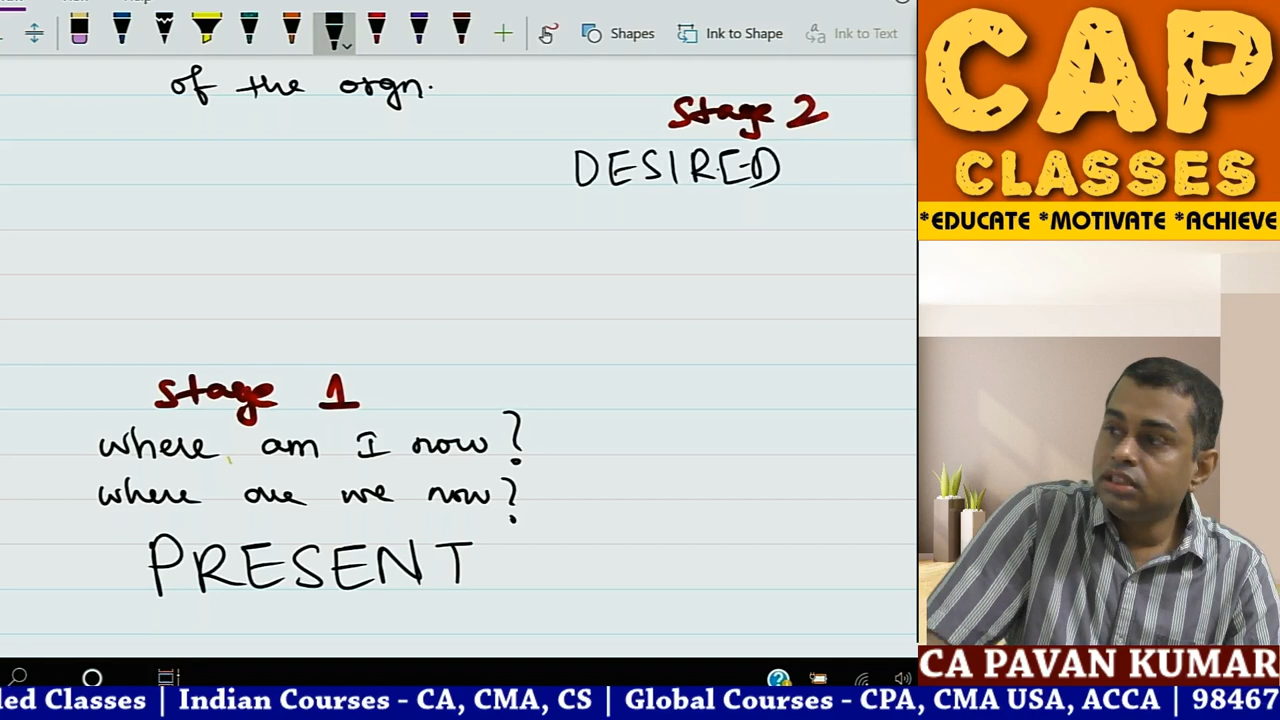 Shapes
Ink to Shape
Ink to Text
of the orgn.
Stage 2
DESIRED
Stage 1
where am I now?
where are we now?
PRESENT
CAP
CLASSES
*EDUCATE *MOTIVATE *ACHIEVE
CA PAVAN KUMAR
led Classes | Indian Courses - CA, CMA, CS | Global Courses - CPA, CMA USA, ACCA | 98467